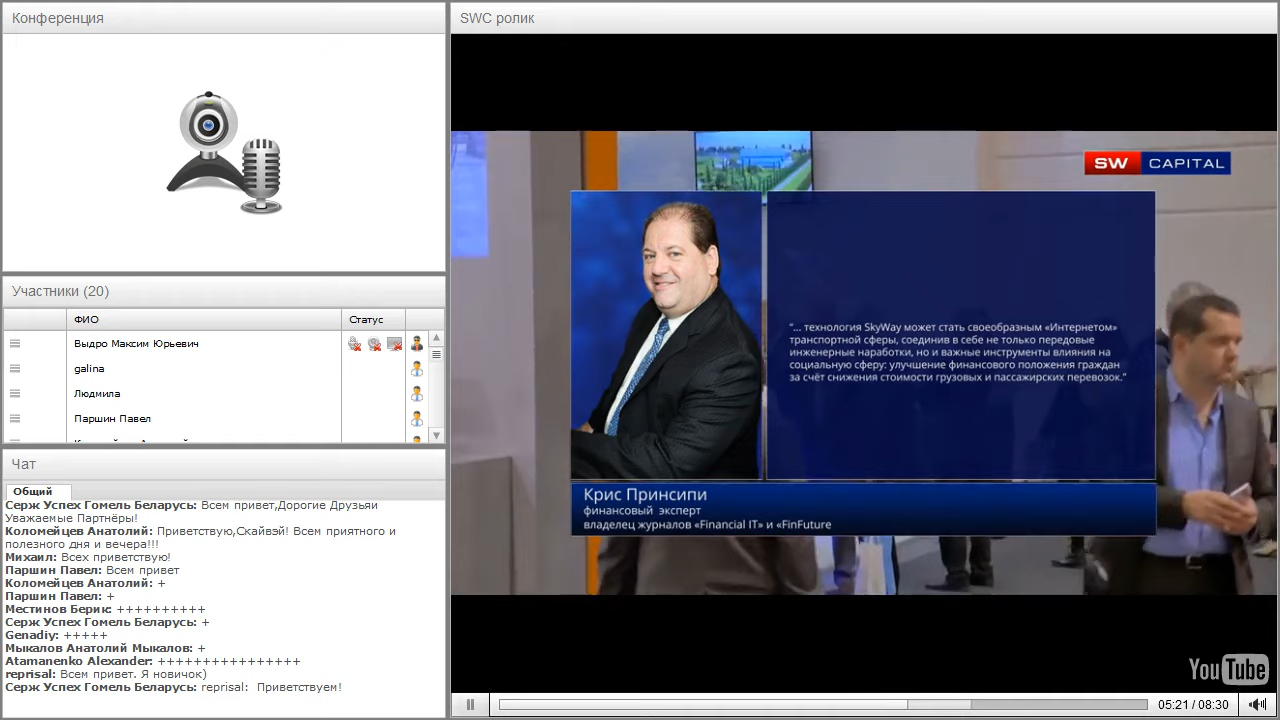 Конференция
Участники (20)
ФИО
Статус
Выдро Максим Юрьевич
galina
Людмила
Паршин Павел
Чат
Общий
Серж Успех Гомель Беларусь: Всем привет,Дорогие Друзьяи
Уважаемые Партнёры!
Коломейцев Анатолий: Приветствую,Скайвэй! Всем приятного и
полезного дня и вечера!!!
Михаил: Всех приветствую!
Паршин Павел: Всем привет
Коломейцев Анатолий: +
Паршин Павел: +
Местинов Берик: ++++++++++
Серж Успех Гомель Беларусь: +
Genadiy: +++++
Мыкалов Анатолий Мыкалов: +
Atamanenko Alexander: ++++++++++++++++
reprisal: Всем привет. Я новичок)
Серж Успех Гомель Беларусь: reprisal: Приветствуем!
SWC ролик
SW CAPITAL
"... технология SkyWay может стать своеобразным «Интернетом»
транспортной сферы, соединив в себе не только передовые
инженерные наработки, но и важные инструменты влияния на
социальную сферу: улучшение финансового положения граждан
за счёт снижения стоимости грузовых и пассажирских перевозок."
Крис Принсипи
финансовый эксперт
владелец журналов «Financial IT» и «FinFuture
YouTube
05:21 / 08:30